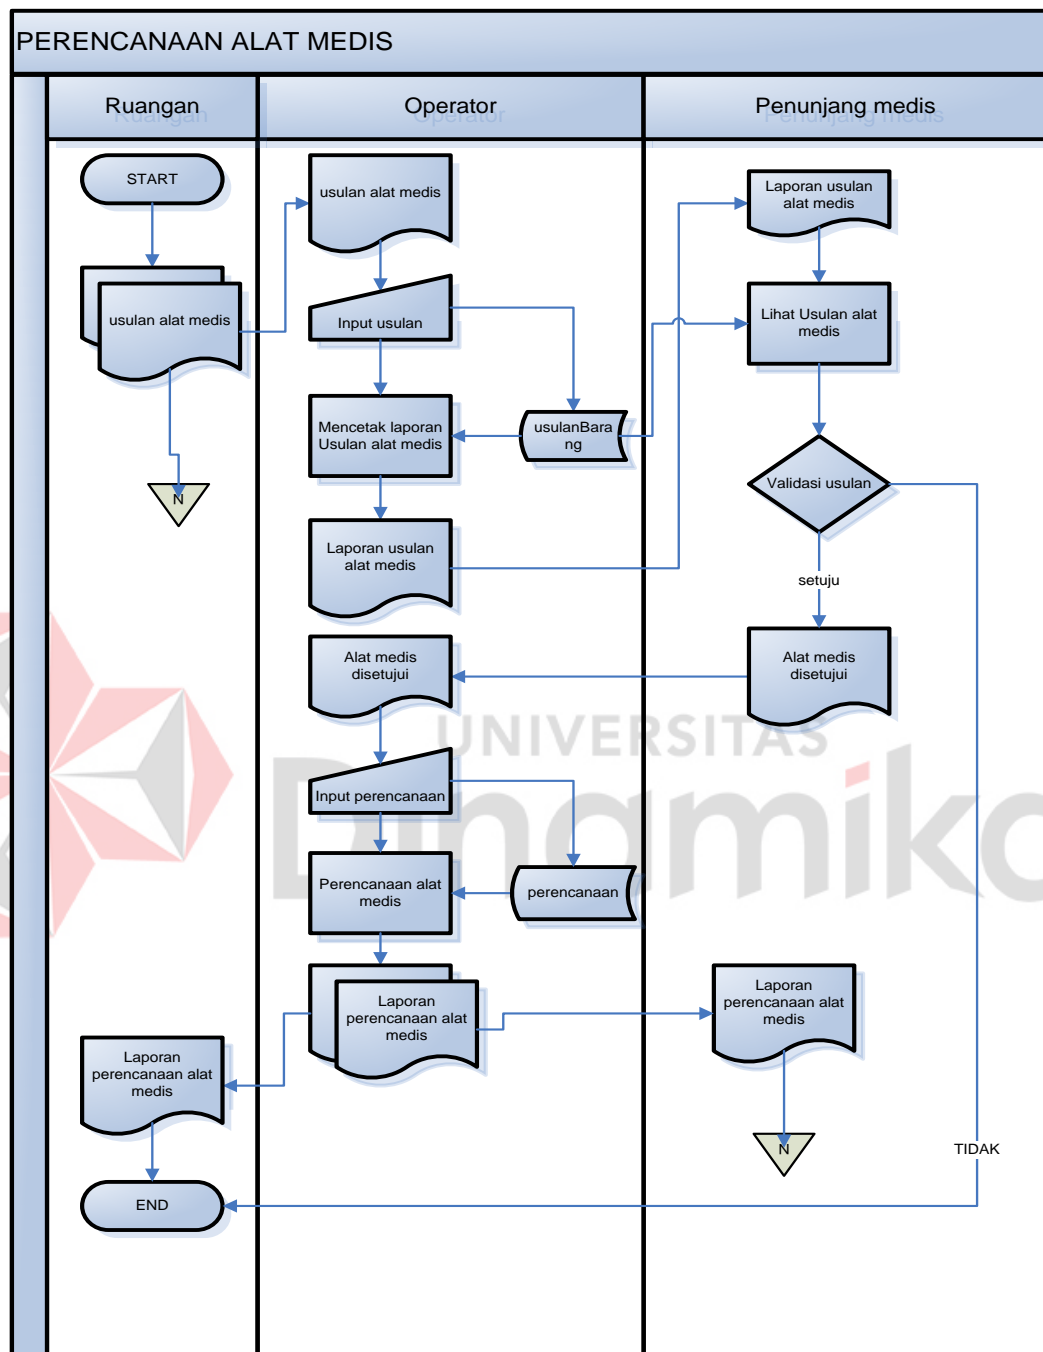 PERENCANAAN ALAT MEDIS
Ruangan
Operator
Penunjang medis
START
usulan alat medis
N
usulan alat medis
Input usulan
Mencetak laporan
Usulan alat medis
usulanBara
ng
Laporan usulan
alat medis
Laporan usulan
alat medis
Lihat Usulan alat
medis
Validasi usulan
setuju
Alat medis
disetujui
Alat medis
disetujui
UNIVERSITAS
Dinamika
Input perencanaan
Perencanaan alat
medis
perencanaan
Laporan
perencanaan alat
medis
Laporan
perencanaan alat
medis
Laporan
perencanaan alat
medis
N
TIDAK
END